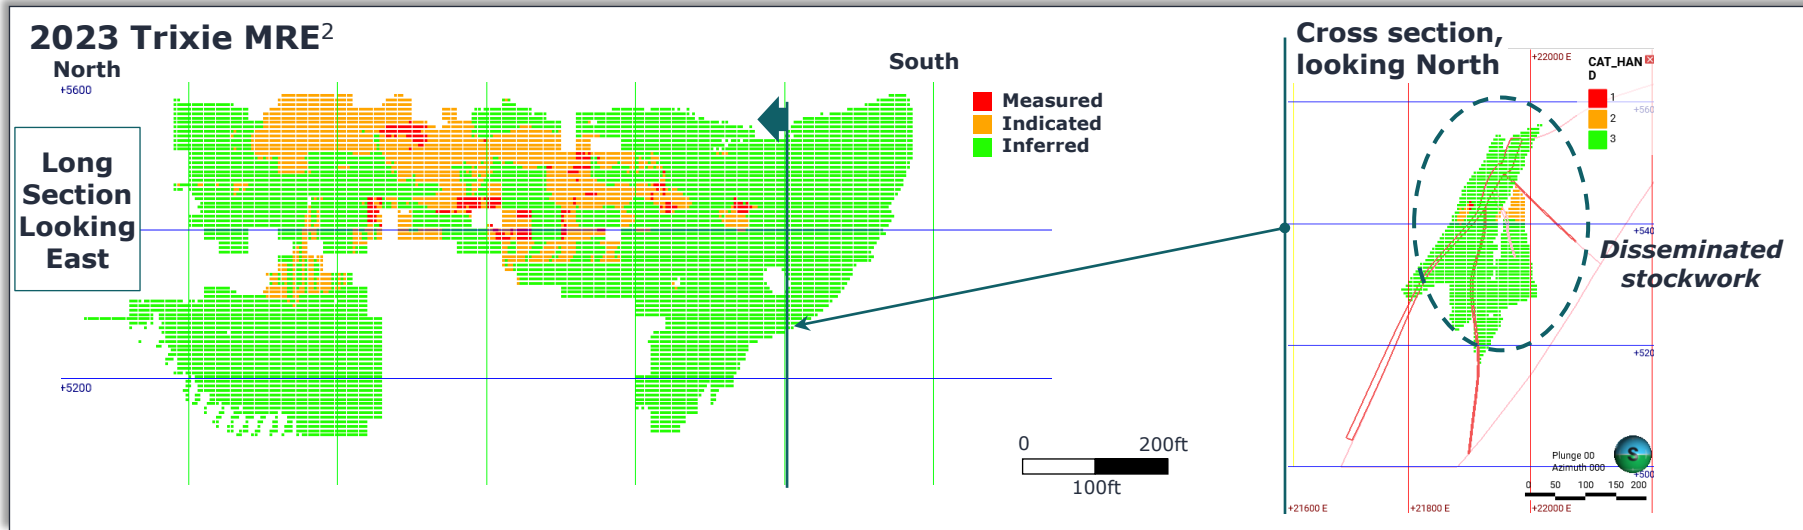 2023 Trixie MRE2
North
South
+5600
Long
Section
Looking
East
+5200
Measured
Indicated
Inferred
0 200ft
100ft
Cross section,
looking North
+22000 E
CAT_HAN
D
1
2
3
+560
+540
Disseminated
stockwork
+520
Plunge 00
Azimuth 000
S
+500
0 50 100 150 200
+21600 E +21800 E +22000 E